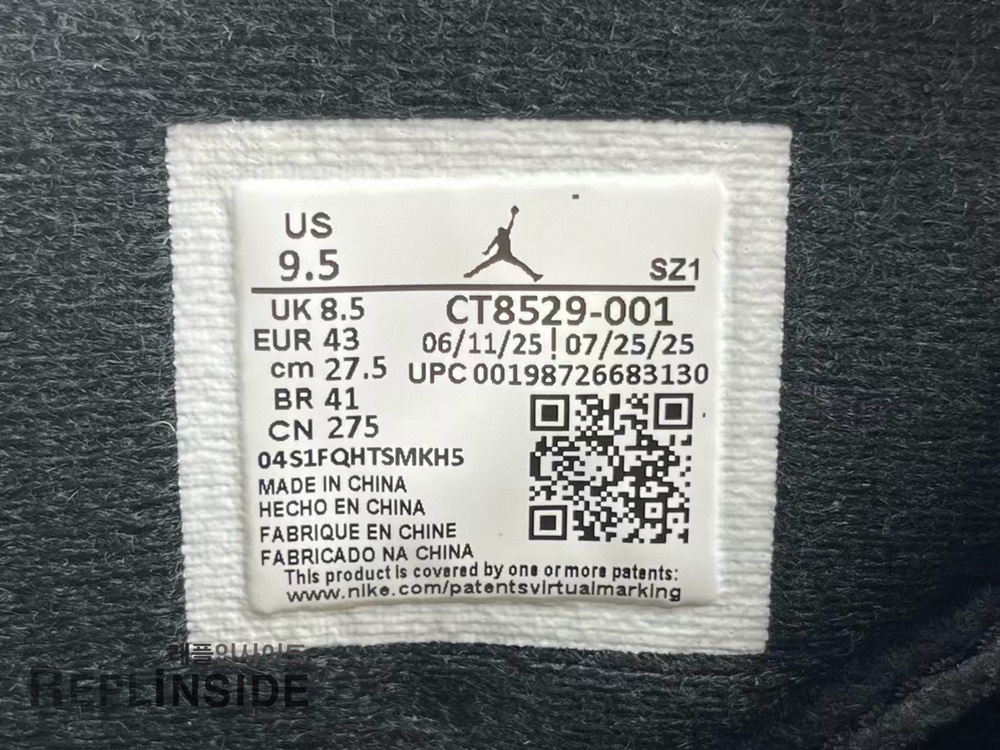 US
9.5
SZ1
UK 8.5
CT8529-001
EUR 43
06/11/25 | 07/25/25
cm 27.5
UPC 00198726683130
BR 41
CN 275
04S1FQHTSMKH5
MADE IN CHINA
HECHO EN CHINA
FABRIQUE EN CHINE
FABRICADO NA CHINA
This product is covered by one or more patents:
www.nike.com/patentsvirtualmarking
레플인사이드
REPLINSIDE